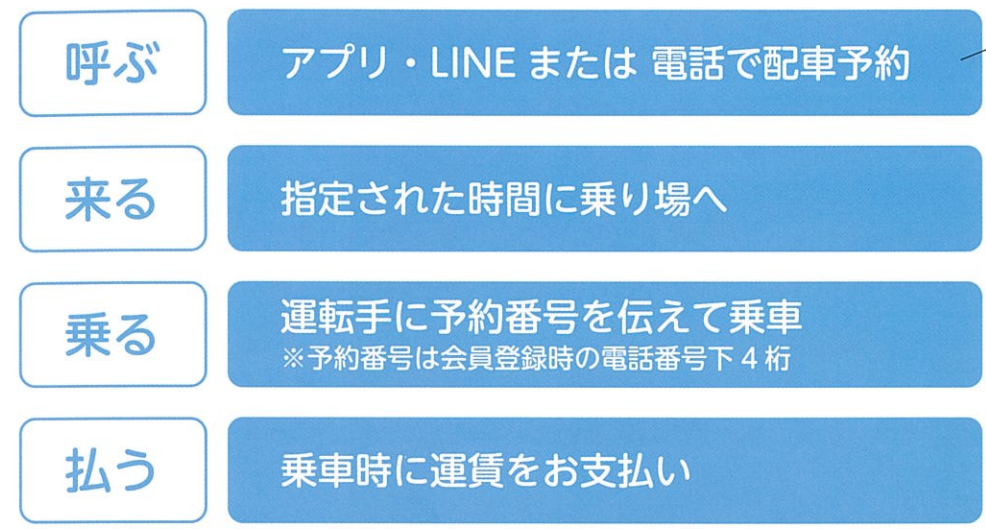 呼ぶ
アプリ・LINE または 電話で配車予約
来る
指定された時間に乗り場へ
乗る
運転手に予約番号を伝えて乗車
※予約番号は会員登録時の電話番号下4桁
払う
乗車時に運賃をお支払い